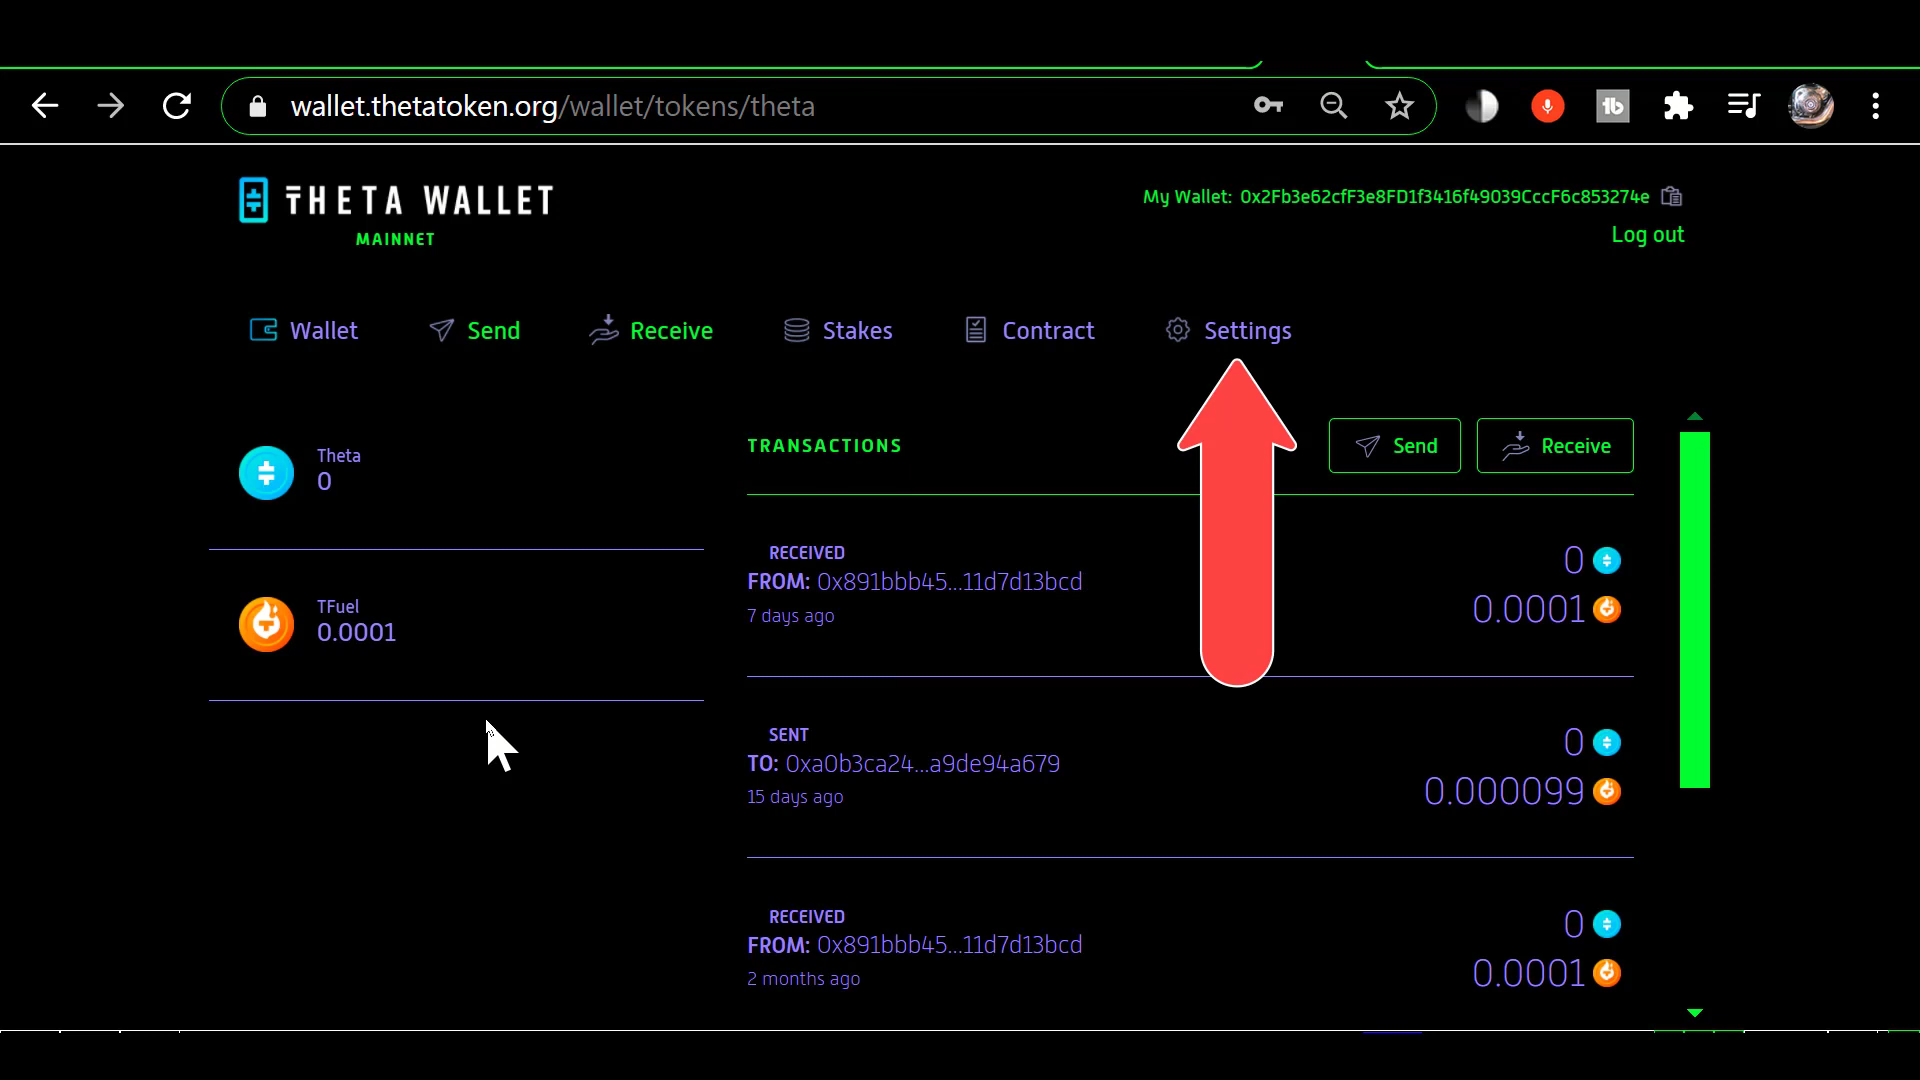 wallet.thetatoken.org/wallet/tokens/theta
tb
THETA WALLET
MAINNET
My Wallet: 0x2Fb3e62cfF3e8FD1f3416f49039CccF6c853274e
Log out
Wallet
Send
Receive
Stakes
Contract
Settings
Theta
0
TFuel
0.0001
TRANSACTIONS
Send
Receive
RECEIVED
FROM: 0x891bbb45...11d7d13bcd
7 days ago
0
0.0001
SENT
TO: 0xa0b3ca24...a9de94a679
15 days ago
0
0.000099
RECEIVED
FROM: 0x891bbb45...11d7d13bcd
2 months ago
0
0.0001